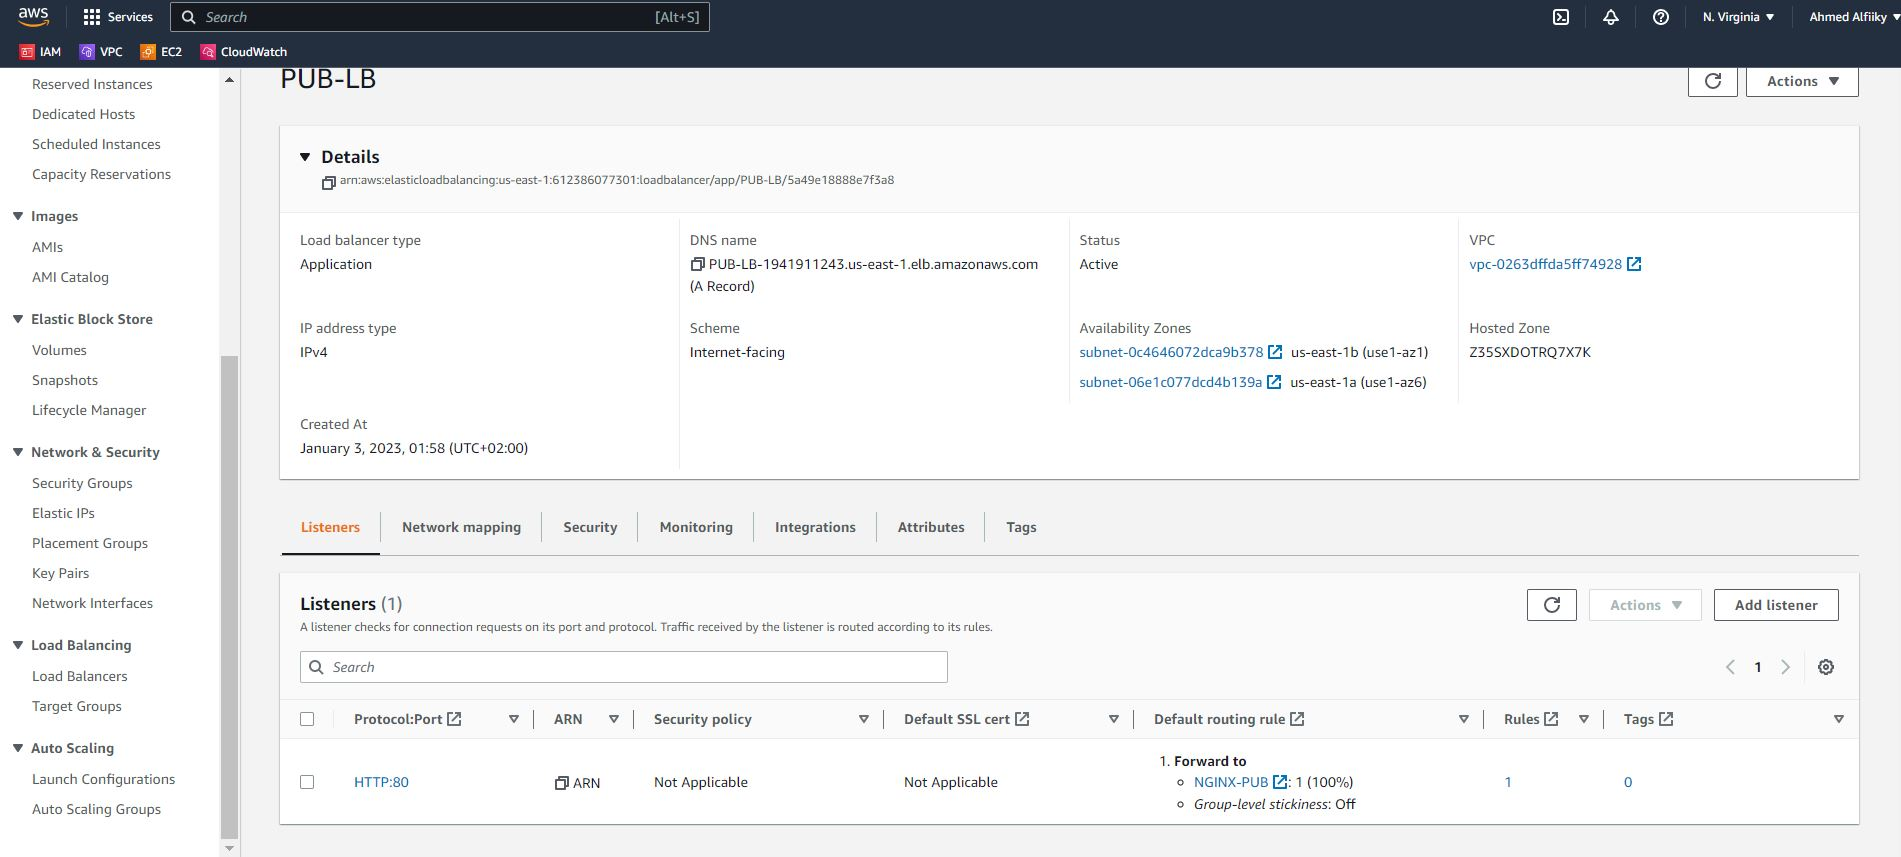 aws
Services
Search [Alt+S]
N. Virginia
Ahmed Alfiiky
IAM
VPC
EC2
CloudWatch
Reserved Instances
Dedicated Hosts
Scheduled Instances
Capacity Reservations
Images
AMIs
AMI Catalog
Elastic Block Store
Volumes
Snapshots
Lifecycle Manager
Network & Security
Security Groups
Elastic IPs
Placement Groups
Key Pairs
Network Interfaces
Load Balancing
Load Balancers
Target Groups
Auto Scaling
Launch Configurations
Auto Scaling Groups
PUB-LB
Actions
Details
arn:aws:elasticloadbalancing:us-east-1:612386077301:loadbalancer/app/PUB-LB/5a49e18888e7f3a8
Load balancer type
Application
DNS name
PUB-LB-1941911243.us-east-1.elb.amazonaws.com
(A Record)
Status
Active
VPC
vpc-0263dffda5ff74928
IP address type
IPv4
Scheme
Internet-facing
Availability Zones
subnet-0c4646072dca9b378 us-east-1b (use1-az1)
subnet-06e1c077dcd4b139a us-east-1a (use1-az6)
Hosted Zone
Z35SXDOTRQ7X7K
Created At
January 3, 2023, 01:58 (UTC+02:00)
Listeners
Network mapping
Security
Monitoring
Integrations
Attributes
Tags
Listeners (1)
A listener checks for connection requests on its port and protocol. Traffic received by the listener is routed according to its rules.
Actions
Add listener
Search
1
Protocol:Port
ARN
Security policy
Default SSL cert
Default routing rule
Rules
Tags
HTTP:80
ARN
Not Applicable
Not Applicable
1. Forward to
NGINX-PUB : 1 (100%)
Group-level stickiness: Off
1
0